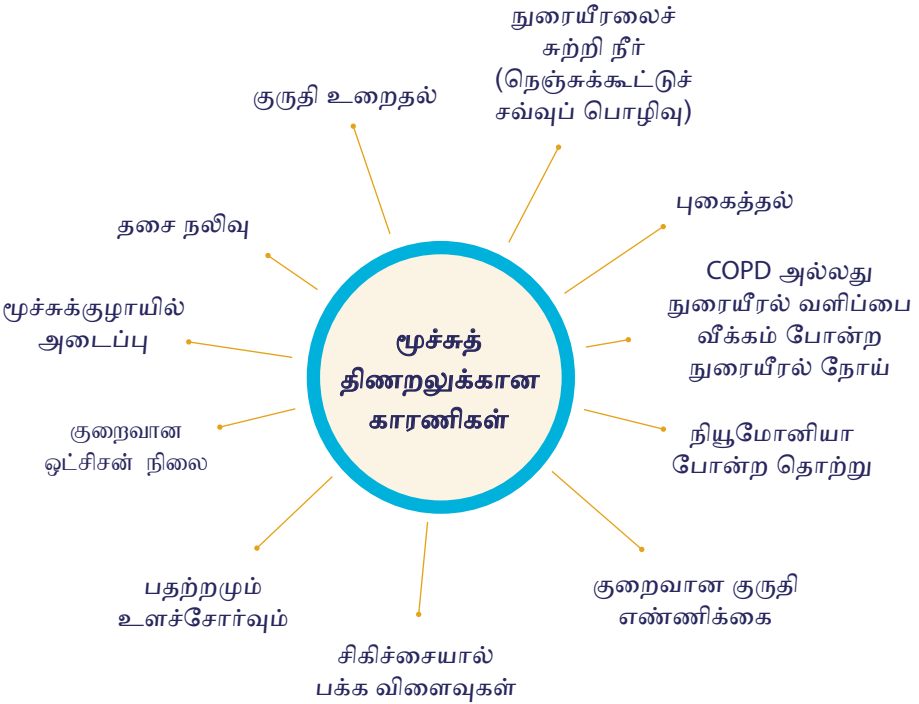 மூச்சுத்
திணறலுக்கான
காரணிகள்
நுரையீரலைச்
சுற்றி நீர்
(நெஞ்சுக்கூட்டுச்
சவ்வுப் பொழிவு)
புகைத்தல்
COPD அல்லது
நுரையீரல் வளிப்பை
வீக்கம் போன்ற
நுரையீரல் நோய்
நியூமோனியா
போன்ற தொற்று
குறைவான குருதி
எண்ணிக்கை
சிகிச்சையால்
பக்க விளைவுகள்
பதற்றமும்
உளச்சோர்வும்
குறைவான
ஒட்சிசன் நிலை
மூச்சுக்குழாயில்
அடைப்பு
தசை நலிவு
குருதி உறைதல்